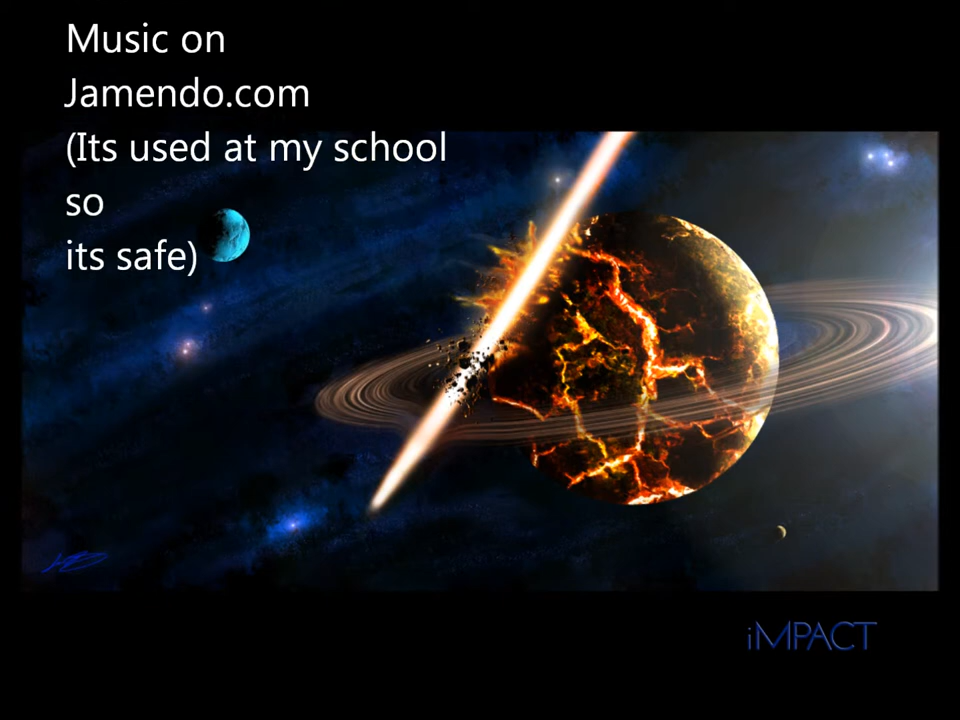 Music on
Jamendo.com
(Its used at my school
so
its safe)
iMPACT